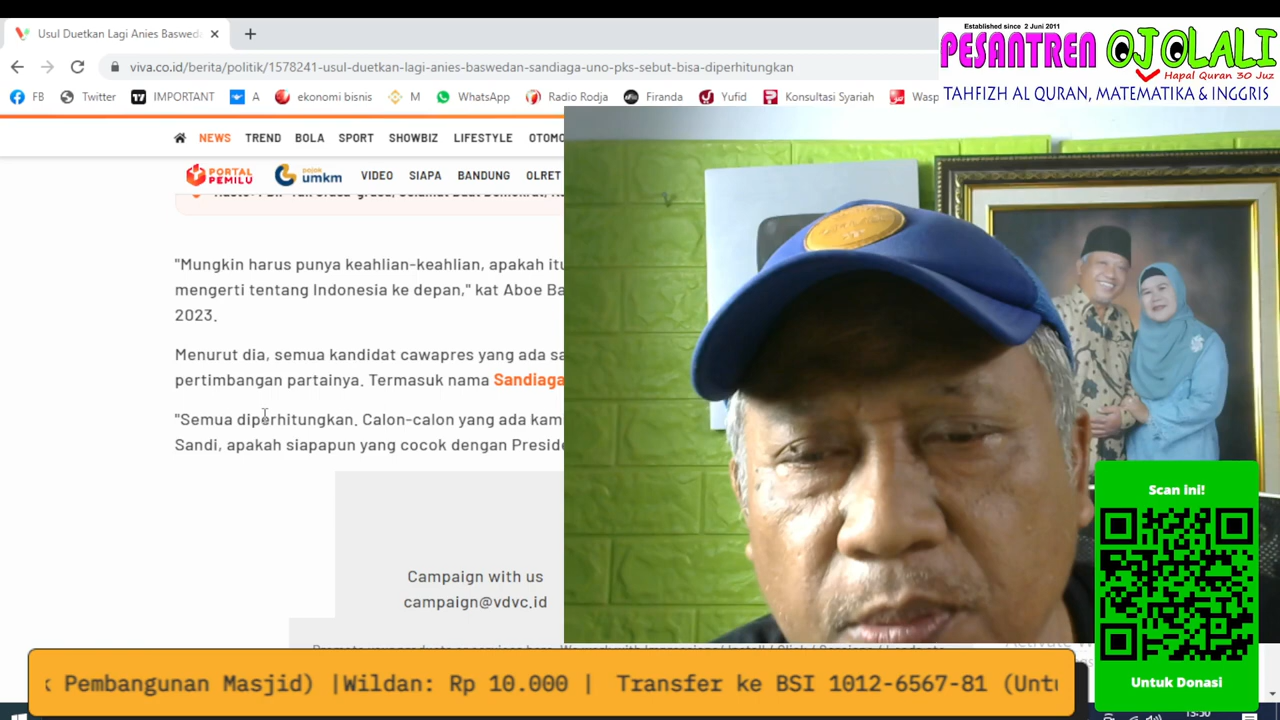 Usul Duetkan Lagi Anies Baswed
Established since 2 Juni 2011
PESANTREN OJOLALI
Hapal Quran 30 Juz
TAHFIZH AL QURAN, MATEMATIKA & INGGRIS
viva.co.id/berita/politik/1578941-usul-duetkan-lagi-anies-baswedan-sandiaga-uno-pks-sebut-bisa-diperhitungkan
FB Twitter IMPORTANT A ekonomi bisnis M WhatsApp Radio Rodja Firanda Yufid Konsultasi Syariah Wasp
NEWS TREND BOLA SPORT SHOWBIZ LIFESTYLE OTOMO
PORTAL PEMILU umkm VIDEO SIAPA BANDUNG OLRET
"Mungkin harus punya keahlian-keahlian, apakah itu
mengerti tentang Indonesia ke depan," kat Aboe Ba
2023.
Menurut dia, semua kandidat cawapres yang ada sa
pertimbangan partainya. Termasuk nama Sandiaga
"Semua diperhitungkan. Calon-calon yang ada kam
Sandi, apakah siapapun yang cocok dengan Preside
Campaign with us
campaign@vdvc.id
Scan ini!
Untuk Donasi
Pembangunan Masjid) |Wildan: Rp 10.000 | Transfer ke BSI 1012-6567-81 (Untu